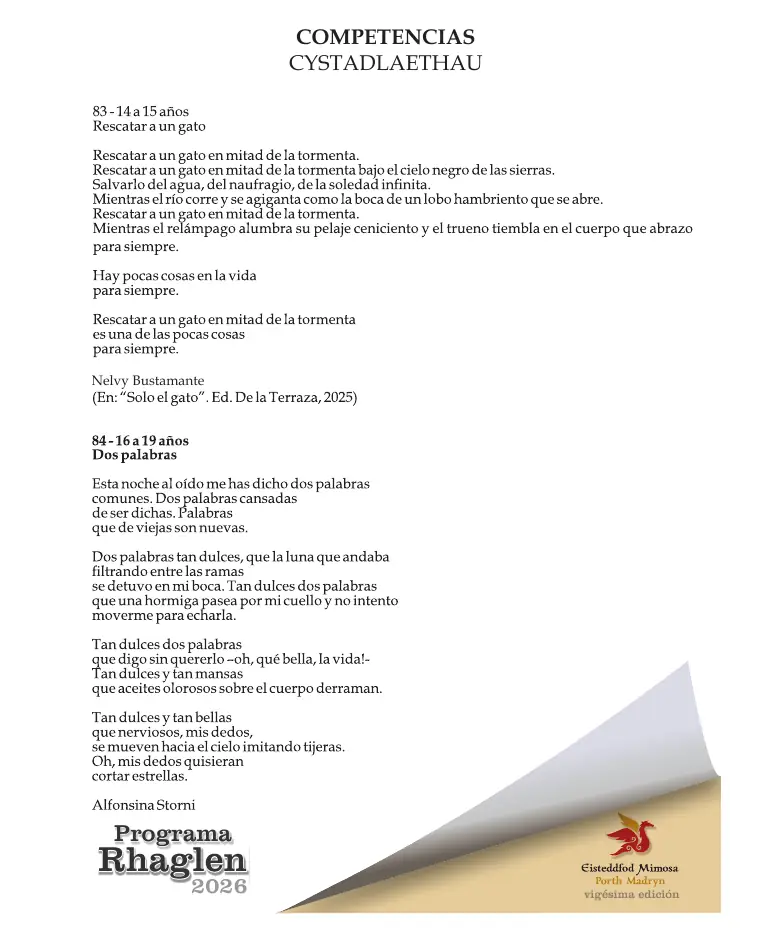 COMPETENCIAS
CYSTADLAETHAU
83 - 14 a 15 años
Rescatar a un gato
Rescatar a un gato en mitad de la tormenta.
Rescatar a un gato en mitad de la tormenta bajo el cielo negro de las sierras.
Salvarlo del agua, del naufragio, de la soledad infinita.
Mientras el río corre y se agiganta como la boca de un lobo hambriento que se abre.
Rescatar a un gato en mitad de la tormenta.
Mientras el relámpago alumbra su pelaje ceniciento y el trueno tiembla en el cuerpo que abrazo
para siempre.
Hay pocas cosas en la vida
para siempre.
Rescatar a un gato en mitad de la tormenta
es una de las pocas cosas
para siempre.
Nelvy Bustamante
(En: “Solo el gato”. Ed. De la Terraza, 2025)
84 - 16 a 19 años
Dos palabras
Esta noche al oído me has dicho dos palabras
comunes. Dos palabras cansadas
de ser dichas. Palabras
que de viejas son nuevas.
Dos palabras tan dulces, que la luna que andaba
filtrando entre las ramas
se detuvo en mi boca. Tan dulces dos palabras
que una hormiga pasea por mi cuello y no intento
moverme para echarla.
Tan dulces dos palabras
que digo sin quererlo –oh, qué bella, la vida!-
Tan dulces y tan mansas
que aceites olorosos sobre el cuerpo derraman.
Tan dulces y tan bellas
que nerviosos, mis dedos,
se mueven hacia el cielo imitando tijeras.
Oh, mis dedos quisieran
cortar estrellas.
Alfonsina Storni
Programa
Rhaglen
2026
Eisteddfod Mimosa
Porth Madryn
vigésima edición